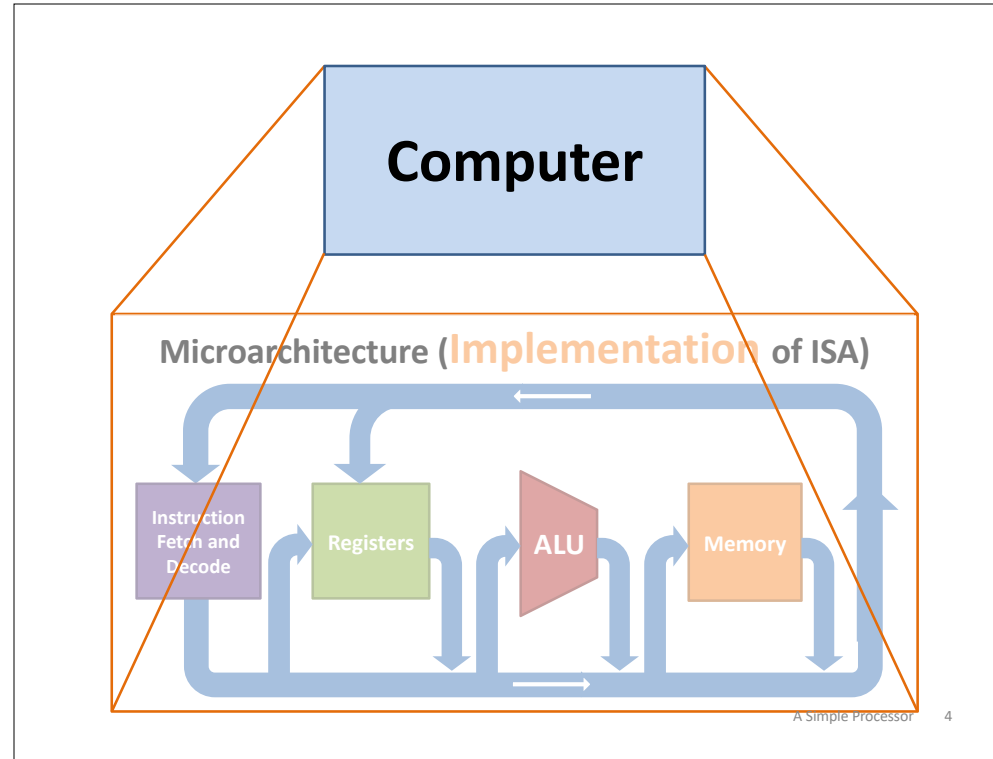 Computer
Microarchitecture (Implementation of ISA)
Instruction
Fetch and
Decode
Registers
ALU
Memory
A Simple Processor 4